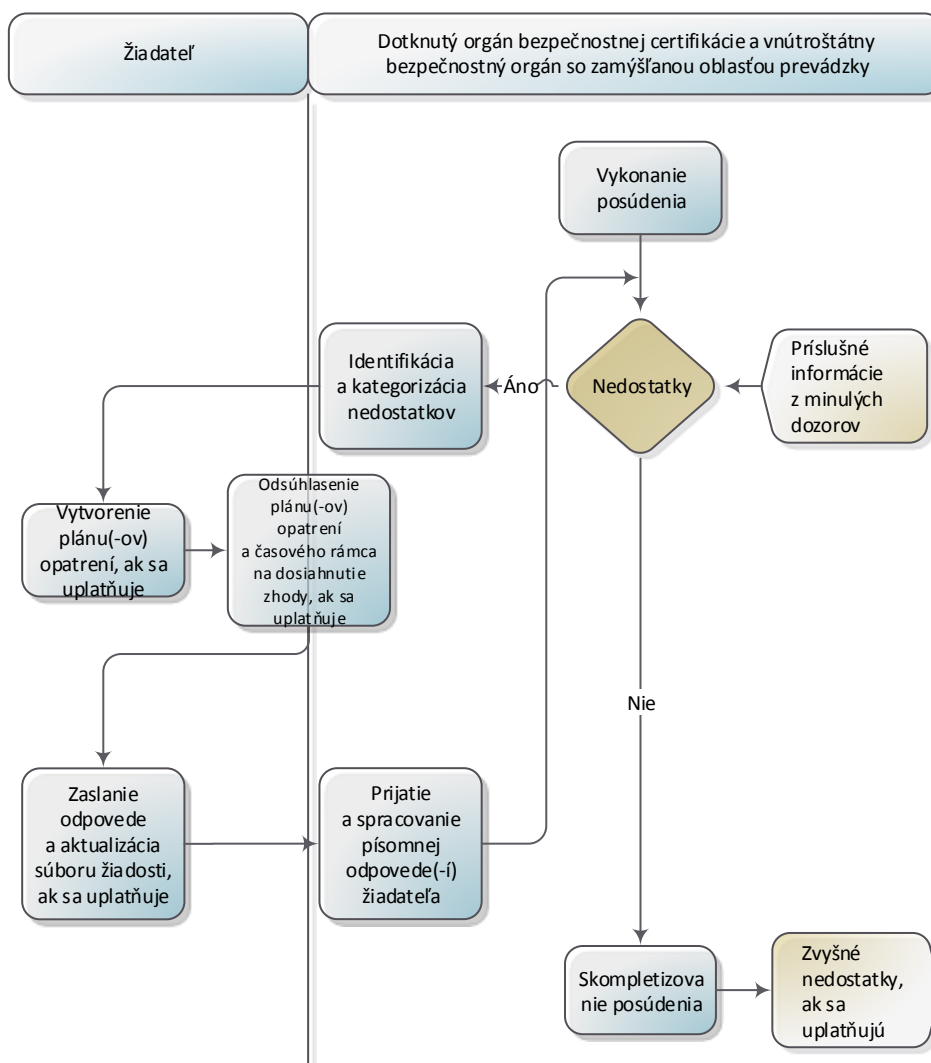 Žiadateľ
Dotknutý orgán bezpečnostnej certifikácie a vnútroštátny
bezpečnostný orgán so zamýšľanou oblasťou prevádzky
Vykonanie
posúdenia
Identifikácia
a kategorizácia
nedostatkov
Áno
Nedostatky
Príslušné
informácie
z minulých
dozorov
Vytvorenie
plánu(-ov)
opatrení, ak sa
uplatňuje
Odsúhlasenie
plánu(-ov)
opatrení
a časového rámca
na dosiahnutie
zhody, ak sa
uplatňuje
Nie
Zaslanie
odpovede
a aktualizácia
súboru žiadosti,
ak sa uplatňuje
Prijatie
a spracovanie
písomnej
odpovede(-í)
žiadateľa
Skompletizova
nie posúdenia
Zvyšné
nedostatky,
ak sa
uplatňujú